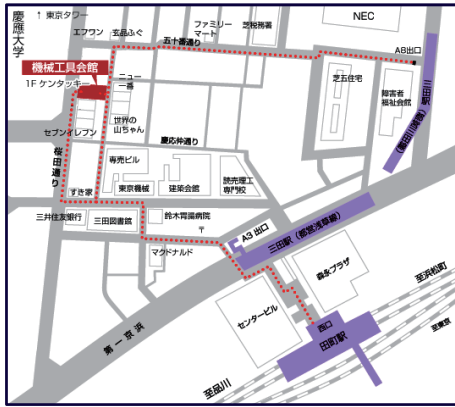 慶應大学
↑ 東京タワー
エフワン
玄品ふぐ
ファミリー
マート
芝税務署
NEC
五十番通り
A8出口
機械工具会館
1F ケンタッキー
ニュー
一番
世界の
山ちゃん
芝五住宅
障害者
福祉会館
三田駅
(都営三田線)
セブンイレブン
慶応仲通り
桜田通り
専売ビル
すき家
東京機械
建築会館
読売理工
専門校
三井住友銀行
三田図書館
鈴木胃腸病院
〒
A3 出口
三田駅(都営浅草線)
マクドナルド
森永プラザ
センタービル
至浜松町
西口
田町駅
至東京
第一京浜
至品川